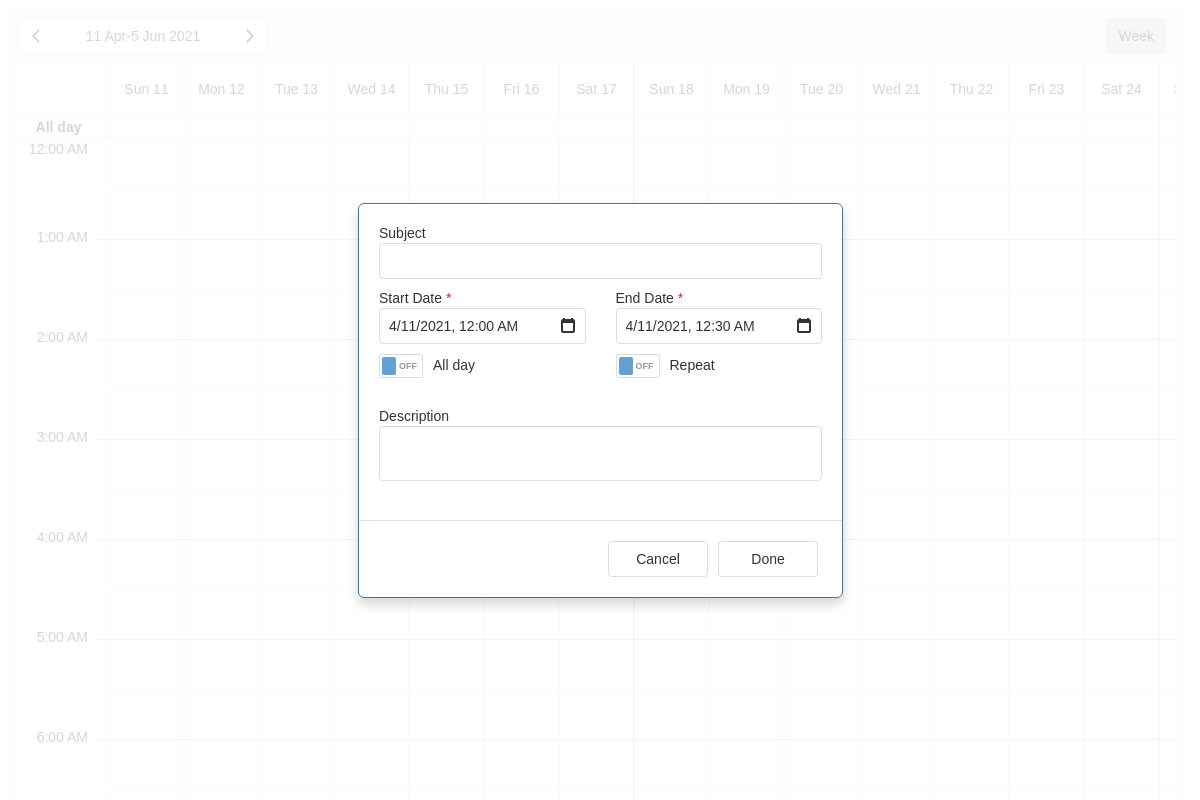 11 Apr-5 Jun 2021 Week
Sun 11 Mon 12 Tue 13 Wed 14 Thu 15 Fri 16 Sat 17 Sun 18 Mon 19 Tue 20 Wed 21 Thu 22 Fri 23 Sat 24
All day
12:00 AM
Subject
1:00 AM
Start Date * End Date *
4/11/2021, 12:00 AM 4/11/2021, 12:30 AM
2:00 AM
OFF All day OFF Repeat
Description
3:00 AM
4:00 AM
Cancel Done
5:00 AM
6:00 AM